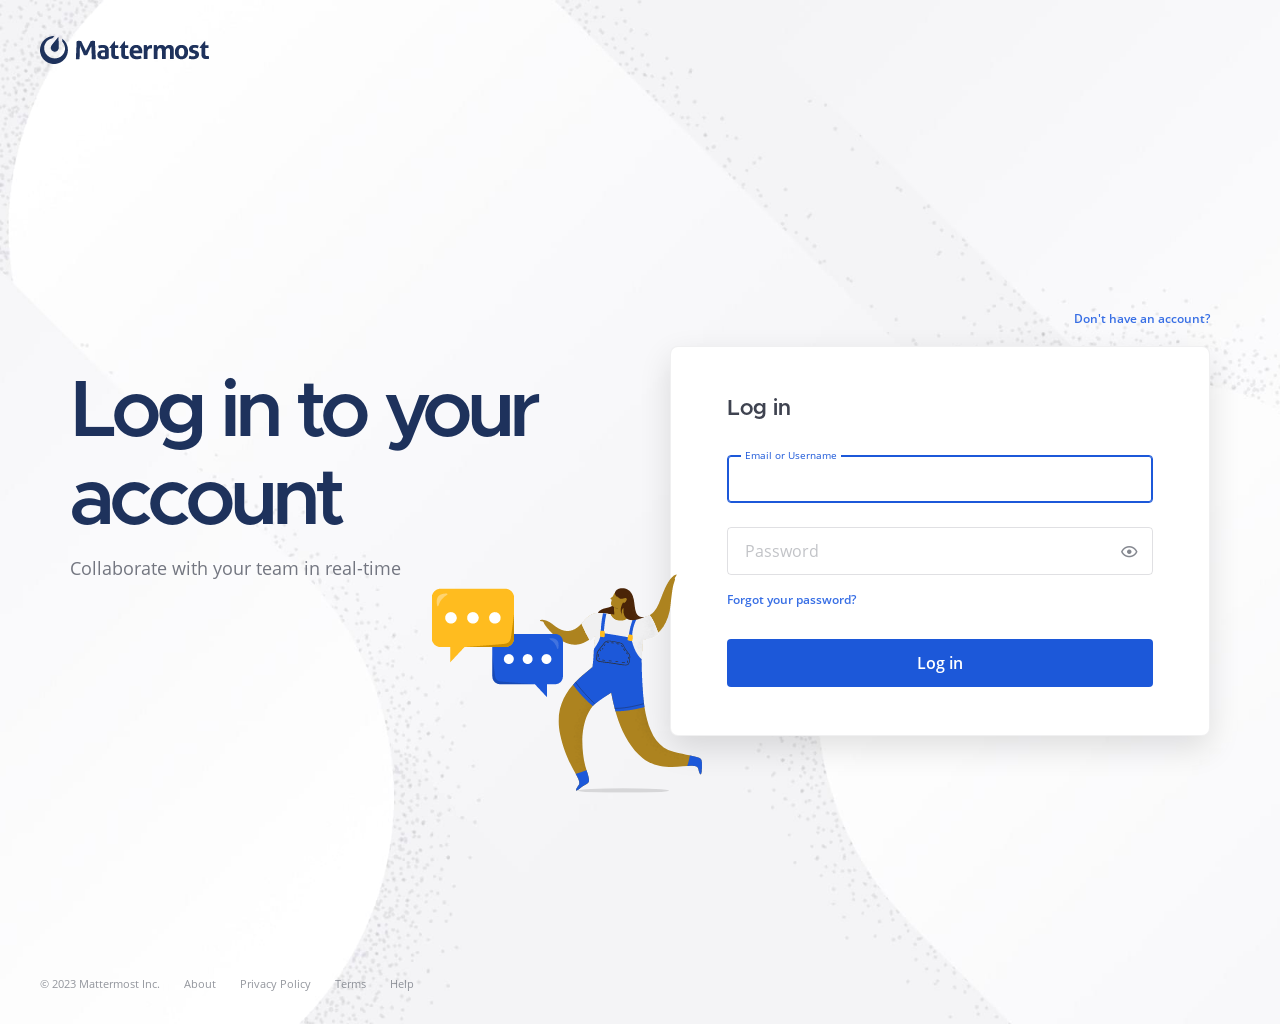 Mattermost
Don't have an account?
Log in to your
account
Collaborate with your team in real-time
Log in
Email or Username
Password
Forgot your password?
Log in
© 2023 Mattermost Inc.
About
Privacy Policy
Terms
Help